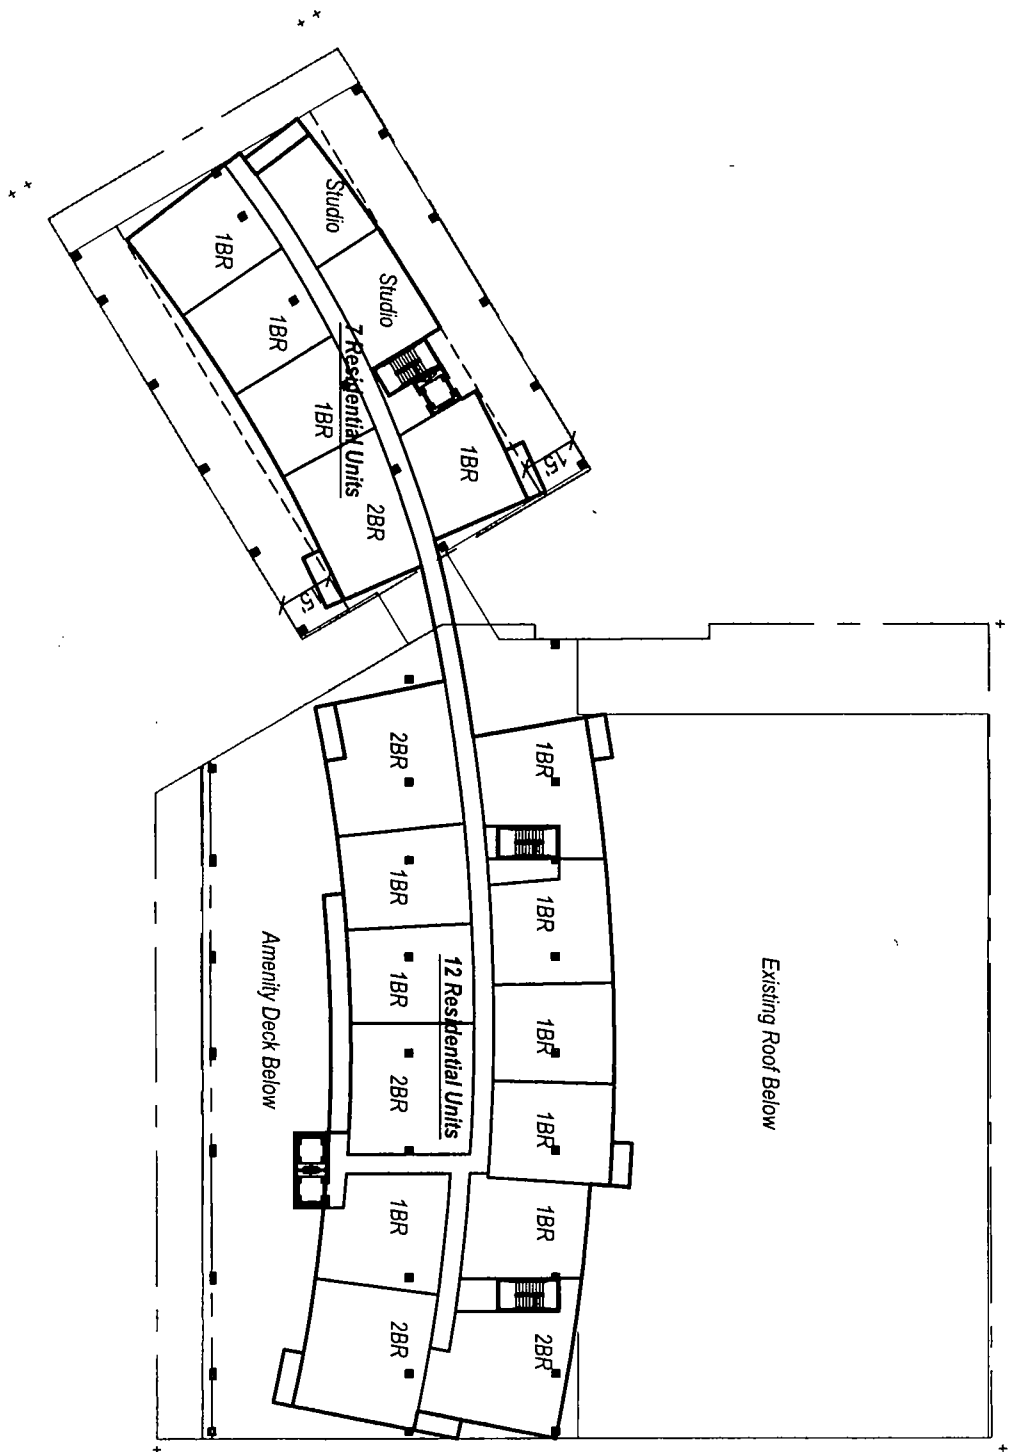 Studio
Studio
1BR
1BR
1BR
1BR
2BR
7 Residential Units
15'
15'
2BR
1BR
1BR
1BR
1BR
1BR
2BR
1BR
12 Residential Units
1BR
1BR
2BR
2BR
Amenity Deck Below
Existing Roof Below